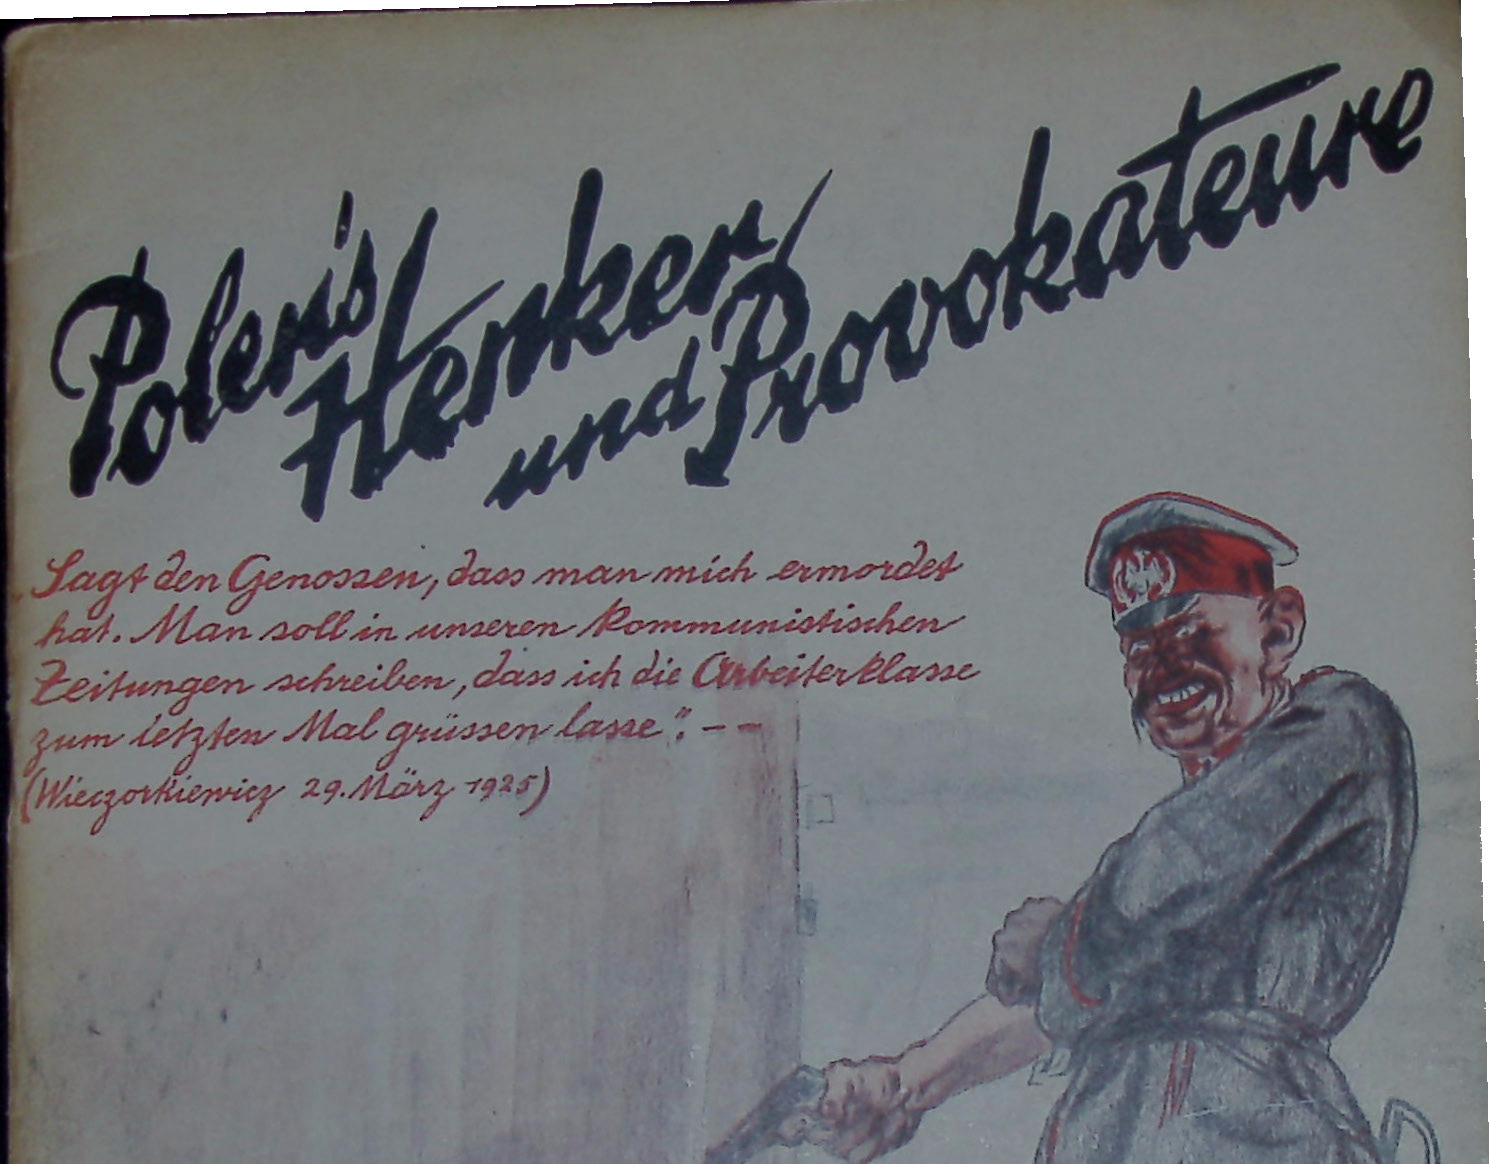 Polen's
Henker
und Provokateure
Sagt den Genossen, dass man mich ermordet
hat. Man soll in unseren kommunistischen
Zeitungen schreiben, dass ich die Arbeiterklasse
zum letzten Mal grüssen lasse". – –
(Wieczorkiewicz 29. März 1925)